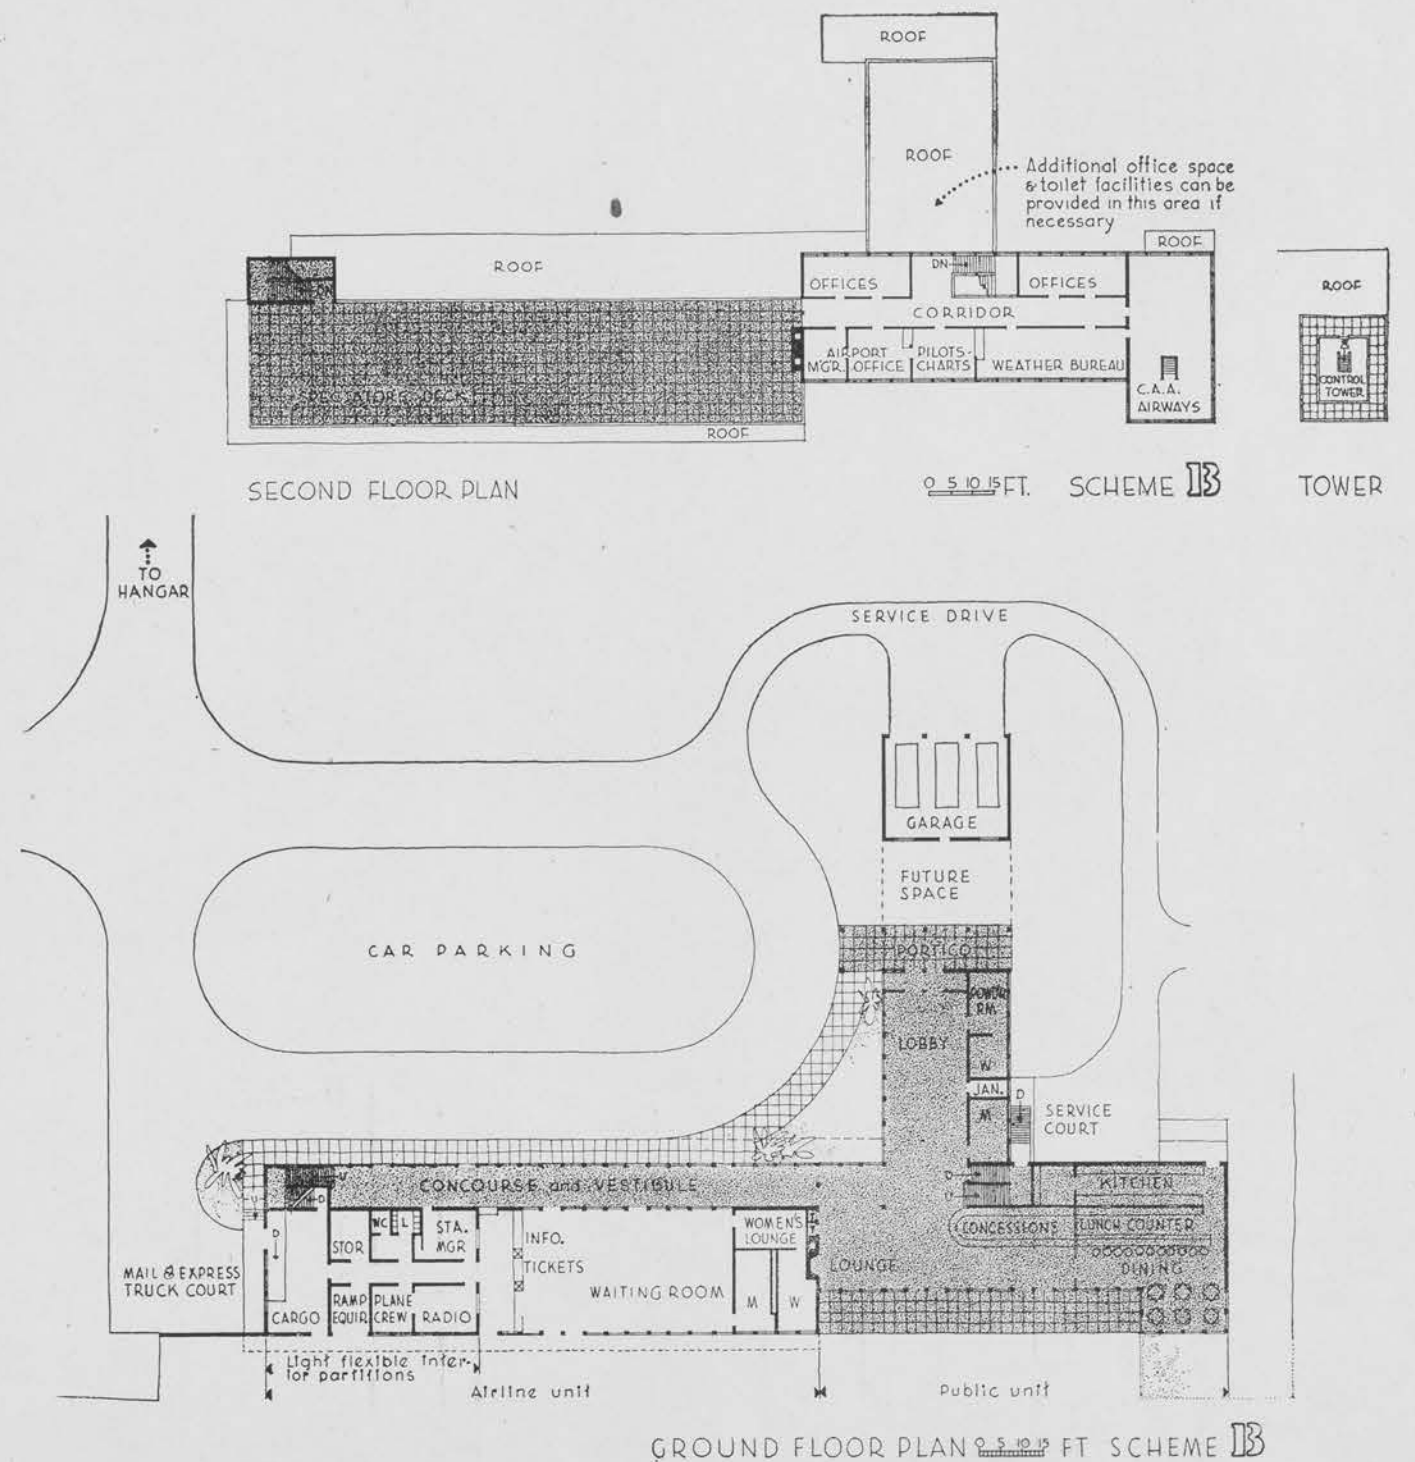 ROOF
ROOF
Additional office space
& toilet facilities can be
provided in this area if
necessary
ROOF
ROOF
DN
OFFICES
DN
OFFICES
CORRIDOR
AIRPORT
MGR. OFFICE
PILOTS-
CHARTS
WEATHER BUREAU
C.A.A.
AIRWAYS
SPECTATORS DECK
ROOF
ROOF
CONTROL
TOWER
SECOND FLOOR PLAN
0 5 10 15 FT.
SCHEME B
TOWER
TO
HANGAR
SERVICE DRIVE
GARAGE
FUTURE
SPACE
CAR PARKING
PORTICO
POWDER
RM.
LOBBY
W
JAN.
M
D
SERVICE
COURT
CONCOURSE and VESTIBULE
U
D
U
D
D
U
KITCHEN
CONCESSIONS
LUNCH COUNTER
DINING
LOUNGE
WC
L
STOR
STA.
MGR
INFO.
TICKETS
WAITING ROOM
WOMEN'S
LOUNGE
M
W
MAIL & EXPRESS
TRUCK COURT
CARGO
RAMP
EQUIP.
PLANE
CREW
RADIO
Light flexible inter-
ior partitions
Airline unit
Public unit
GROUND FLOOR PLAN 0 5 10 15 FT SCHEME B